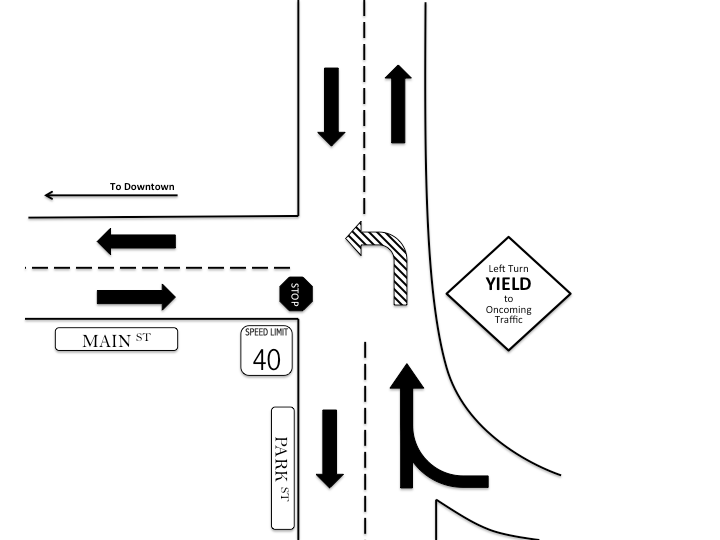 To Downtown
Left Turn
YIELD
to
Oncoming
Traffic
STOP
MAIN ST
SPEED LIMIT
40
PARK ST